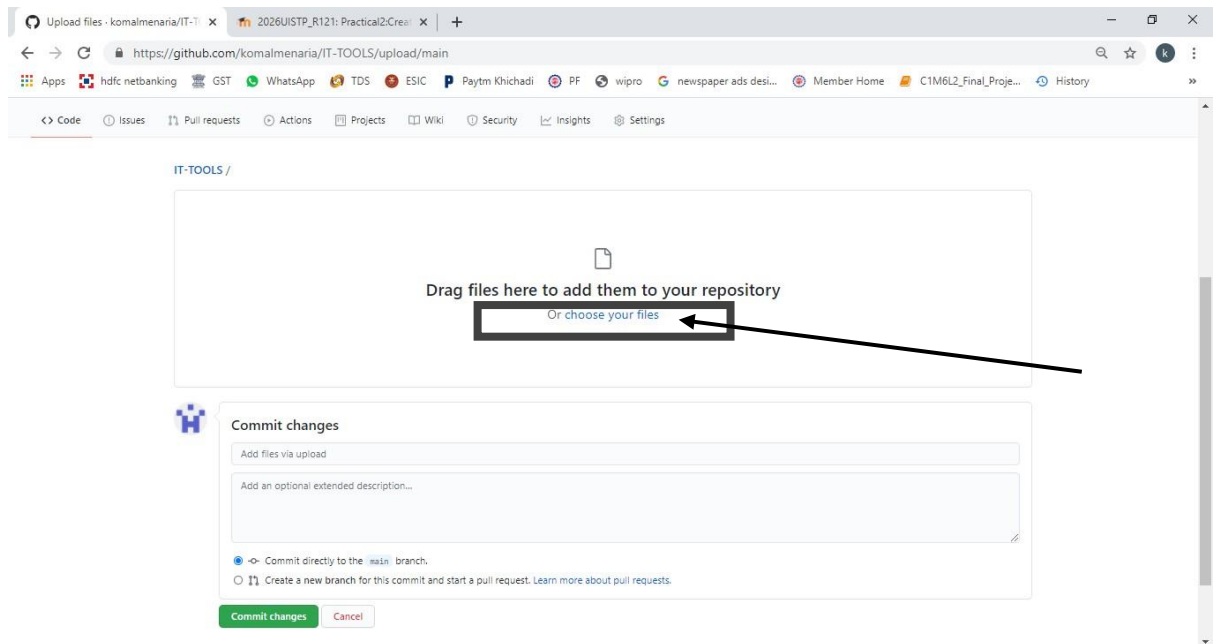 Upload files · komalmenaria/IT-T
2026UISTP_R121: Practical2:Creat
https://github.com/komalmenaria/IT-TOOLS/upload/main
k
Apps hdfc netbanking GST WhatsApp TDS ESIC Paytm Khichadi PF wipro newspaper ads desi... Member Home C1M6L2_Final_Proje... History »
<> Code Issues Pull requests Actions Projects Wiki Security Insights Settings
IT-TOOLS /
Drag files here to add them to your repository
Or choose your files
Commit changes
Add files via upload
Add an optional extended description...
Commit directly to the main branch.
Create a new branch for this commit and start a pull request. Learn more about pull requests.
Commit changes Cancel